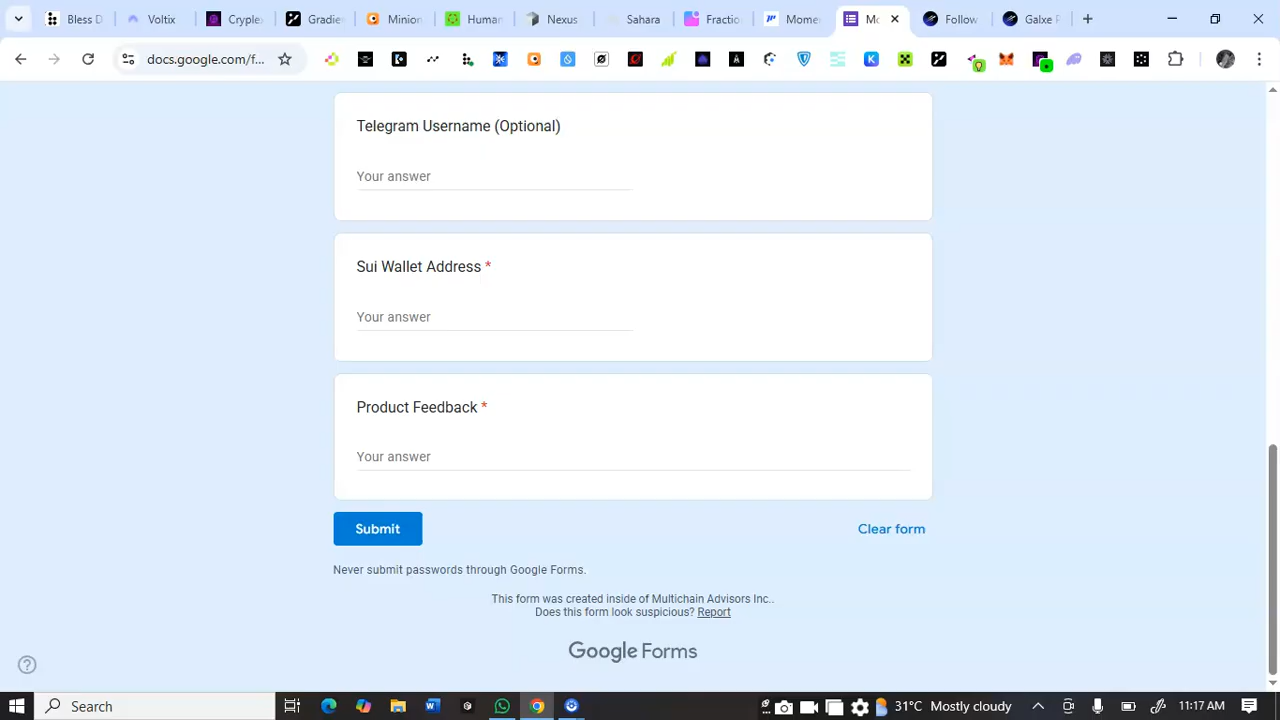 Bless D
Voltix
Cryplex
Gradie
Minion
Human
Nexus
Sahara
Fractio
Mome
Mo
Follow
Galxe
docs.google.com/f...
Telegram Username (Optional)
Your answer
Sui Wallet Address *
Your answer
Product Feedback *
Your answer
Submit
Clear form
Never submit passwords through Google Forms.
This form was created inside of Multichain Advisors Inc..
Does this form look suspicious? Report
Google Forms
Search
31°C Mostly cloudy
11:17 AM